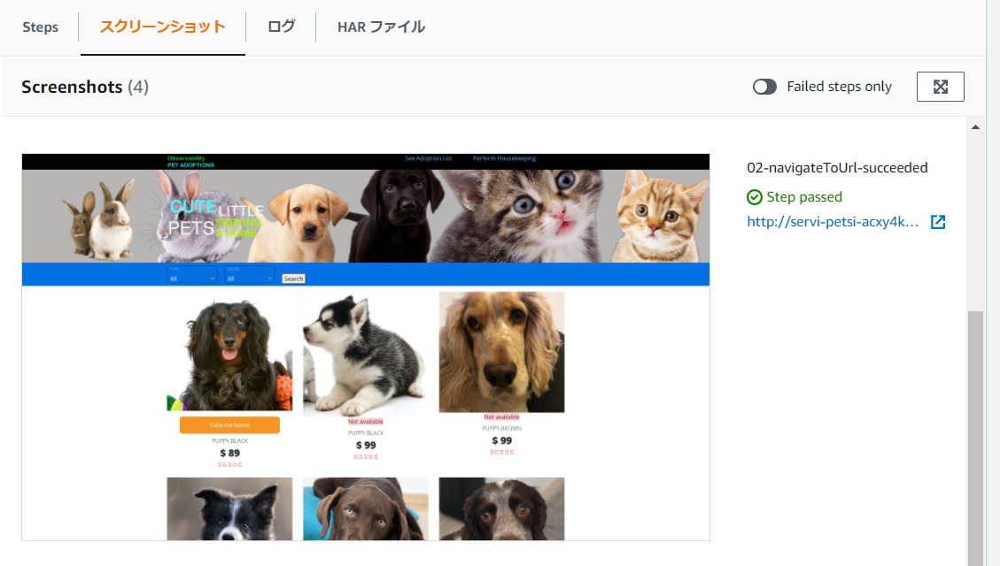 Steps
スクリーンショット
ログ
HAR ファイル
Screenshots (4)
Failed steps only
Observability
PET ADOPTIONS
See Adoption List
Perform Housekeeping
CUTE LITTLE
PETS SEEKING
A HOME
All
All
Search
Take me home
PUPPY-BLACK
$ 89
Not available
PUPPY-BLACK
$ 99
Not available
PUPPY-BROWN
$ 99
02-navigateToUrl-succeeded
Step passed
http://servi-petsi-acxy4k...